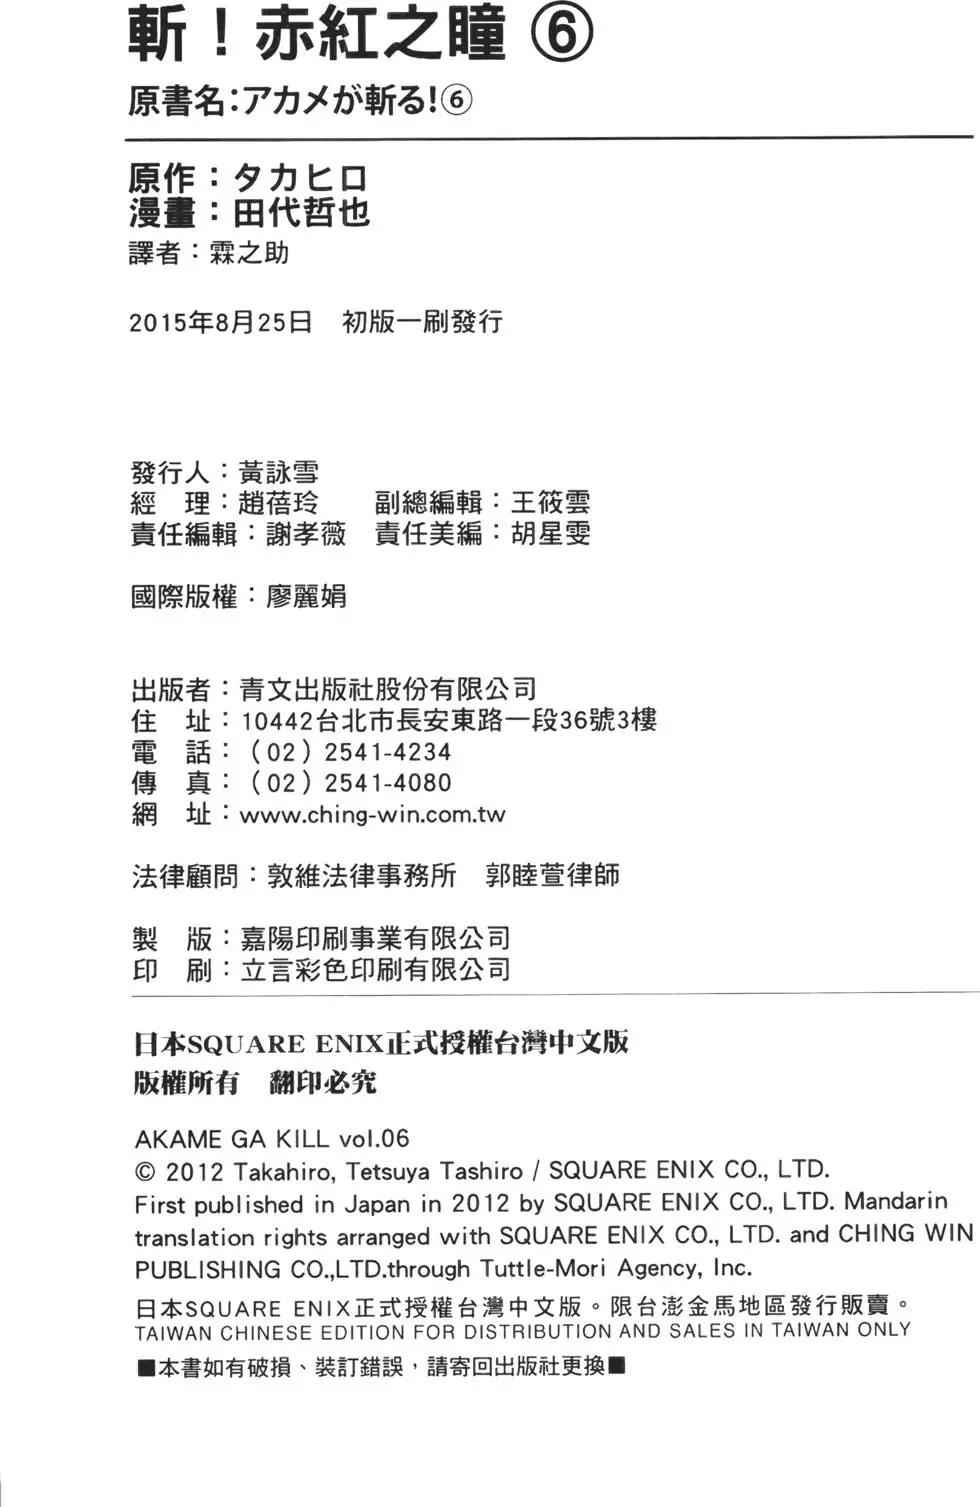 斬！赤紅之瞳 ⑥
原書名:アカメが斬る!⑥
原作：タカヒロ
漫畫：田代哲也
譯者：霖之助
2015年8月25日　初版一刷發行
發行人：黃詠雪
經　理：趙蓓玲　　副總編輯：王筱雲
責任編輯：謝孝薇　責任美編：胡星雯
國際版權：廖麗娟
出版者：青文出版社股份有限公司
住　址：10442台北市長安東路一段36號3樓
電　話：（02）2541-4234
傳　真：（02）2541-4080
網　址：www.ching-win.com.tw
法律顧問：敦維法律事務所　郭睦萱律師
製　版：嘉陽印刷事業有限公司
印　刷：立言彩色印刷有限公司
日本SQUARE ENIX正式授權台灣中文版
版權所有　翻印必究
AKAME GA KILL vol.06
© 2012 Takahiro, Tetsuya Tashiro / SQUARE ENIX CO., LTD.
First published in Japan in 2012 by SQUARE ENIX CO., LTD. Mandarin
translation rights arranged with SQUARE ENIX CO., LTD. and CHING WIN
PUBLISHING CO.,LTD.through Tuttle-Mori Agency, Inc.
日本SQUARE ENIX正式授權台灣中文版。限台澎金馬地區發行販賣。
TAIWAN CHINESE EDITION FOR DISTRIBUTION AND SALES IN TAIWAN ONLY
■本書如有破損、裝訂錯誤，請寄回出版社更換■